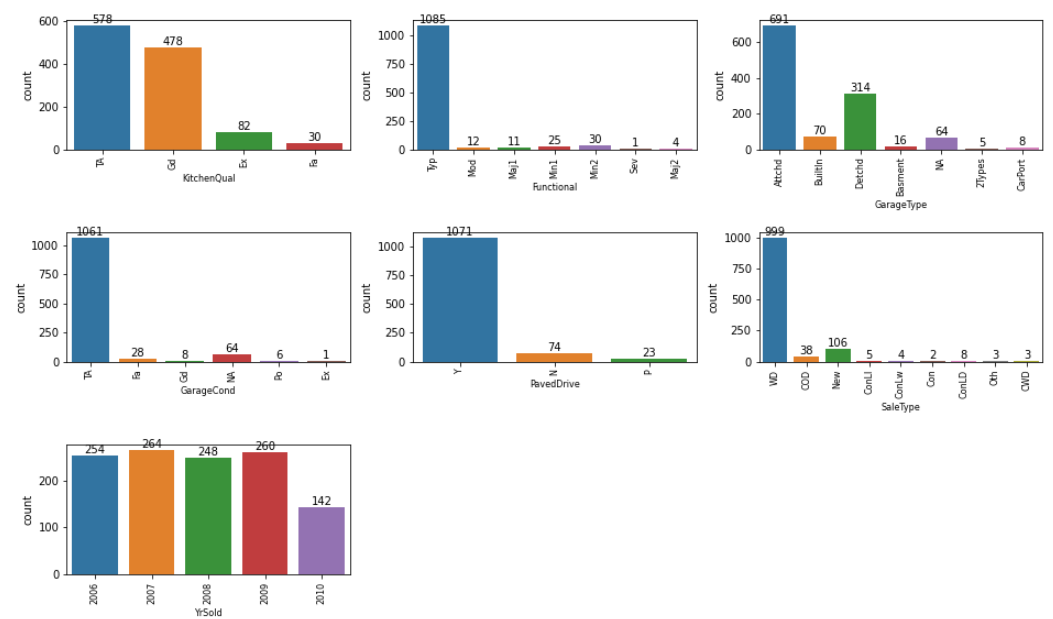 578
600
478
400
count
200
82
30
0
TA
Gd
Ex
Fa
KitchenQual
1085
1000
750
count
500
250
12
11
25
30
1
4
0
Typ
Mod
Maj1
Min1
Min2
Sev
Maj2
Functional
691
600
400
314
count
200
70
16
64
5
8
0
Attchd
BuiltIn
Detchd
Basment
NA
2Types
CarPort
GarageType
1061
1000
750
count
500
250
28
8
64
6
1
0
TA
Fa
Gd
NA
Po
Ex
GarageCond
1071
1000
750
count
500
250
74
23
0
Y
N
P
PavedDrive
999
1000
750
count
500
250
38
106
5
4
2
8
3
3
0
WD
COD
New
ConLI
ConLw
Con
ConLD
Oth
CWD
SaleType
254
264
248
260
200
142
count
100
0
2006
2007
2008
2009
2010
YrSold